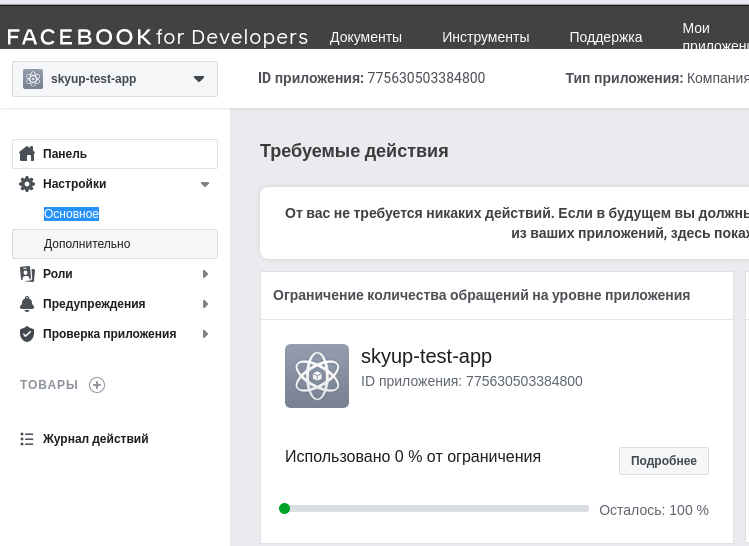 FACEBOOK for Developers
Документы
Инструменты
Поддержка
Мои
приложен
skyup-test-app
ID приложения: 775630503384800
Тип приложения: Компания
Панель
Настройки
Основное
Дополнительно
Роли
Предупреждения
Проверка приложения
ТОВАРЫ
Журнал действий
Требуемые действия
От вас не требуется никаких действий. Если в будущем вы должны
из ваших приложений, здесь пока
Ограничение количества обращений на уровне приложения
skyup-test-app
ID приложения: 775630503384800
Использовано 0 % от ограничения
Подробнее
Осталось: 100 %